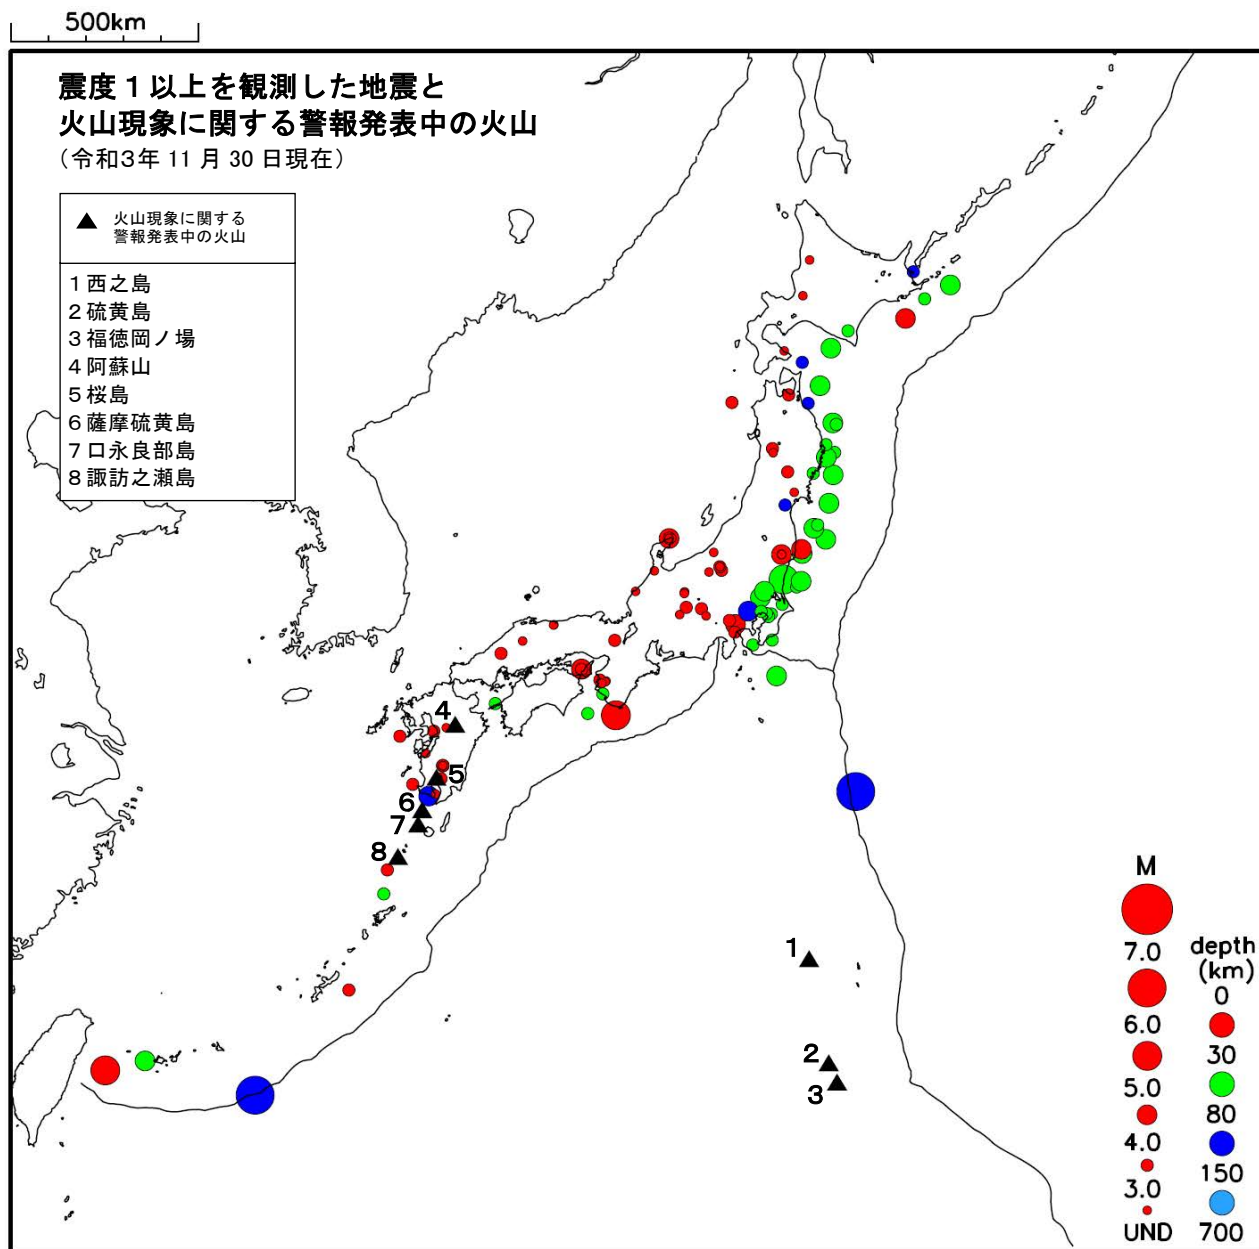 500km
震度１以上を観測した地震と
火山現象に関する警報発表中の火山
（令和3年 11 月 30 日現在）
火山現象に関する
警報発表中の火山
１西之島
２硫黄島
３福徳岡ノ場
４阿蘇山
５桜島
６薩摩硫黄島
７口永良部島
８諏訪之瀬島
4
5
6
7
8
1
2
3
M
7.0
6.0
5.0
4.0
3.0
UND
depth
(km)
0
30
80
150
700